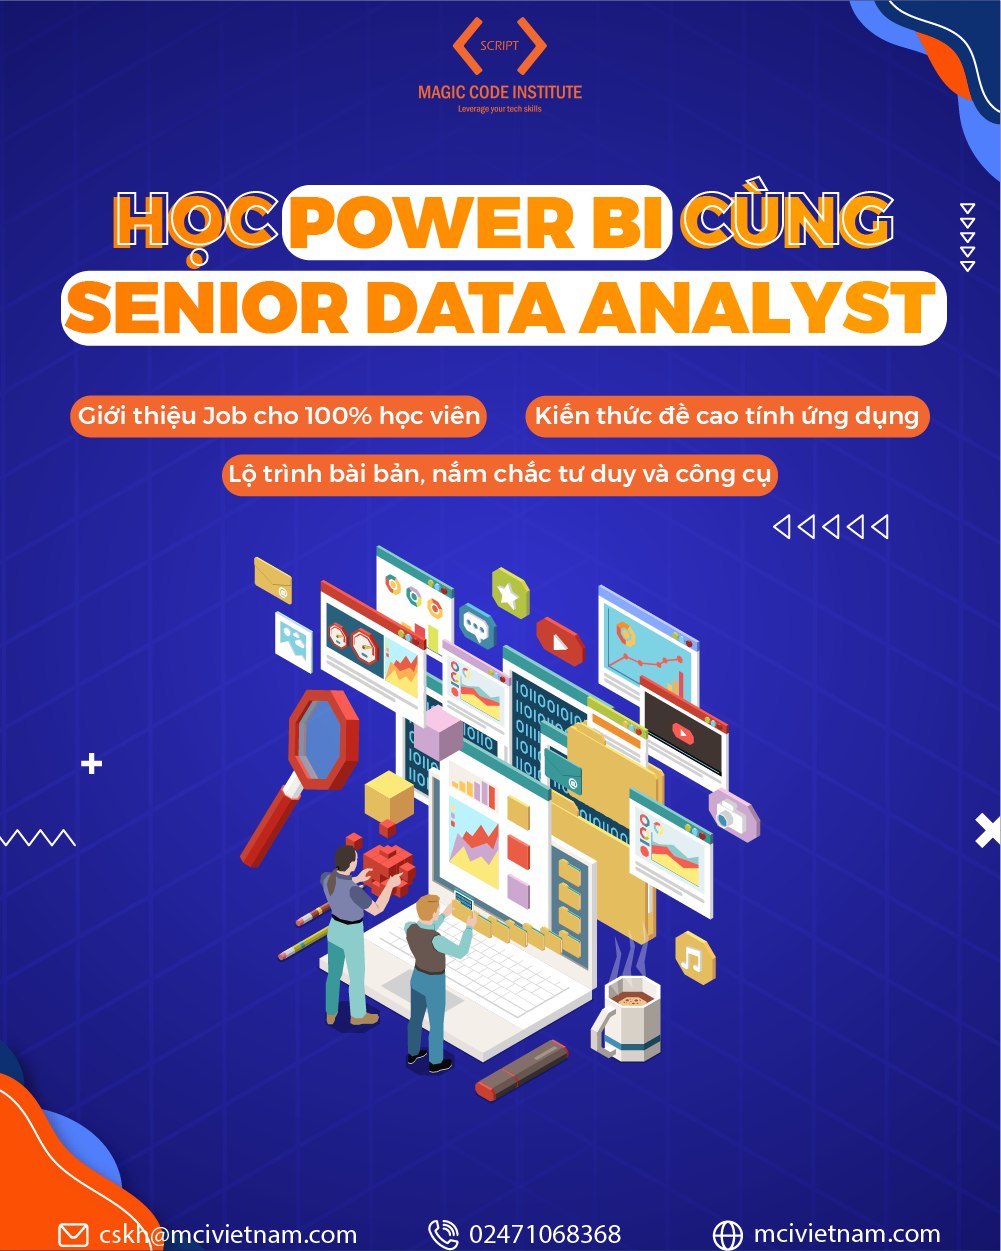 SCRIPT
MAGIC CODE INSTITUTE
Leverage your tech skills
HỌC POWER BI CÙNG
SENIOR DATA ANALYST
Giới thiệu Job cho 100% học viên
Kiến thức đề cao tính ứng dụng
Lộ trình bài bản, nắm chắc tư duy và công cụ
cskh@mcivietnam.com
02471068368
mcivietnam.com